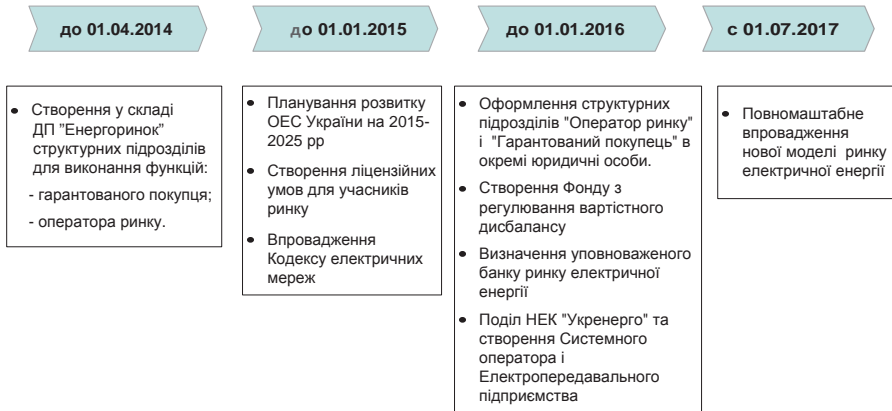 до 01.04.2014
до 01.01.2015
до 01.01.2016
с 01.07.2017
• Створення у складі
ДП "Енергоринок"
структурних підрозділів
для виконання функцій:
- гарантованого покупця;
- оператора ринку.
• Планування розвитку
ОЕС України на 2015-
2025 рр
• Створення ліцензійних
умов для учасників
ринку
• Впровадження
Кодексу електричних
мереж
• Оформлення структурних
підрозділів "Оператор ринку"
і "Гарантований покупець" в
окремі юридичні особи.
• Створення Фонду з
регулювання вартістного
дисбалансу
• Визначення уповноваженого
банку ринку електричної
енергії
• Поділ НЕК "Укренерго" та
створення Системного
оператора і
Електропередавального
підприємства
• Повномаштабне
впровадження
нової моделі ринку
електричної енергії